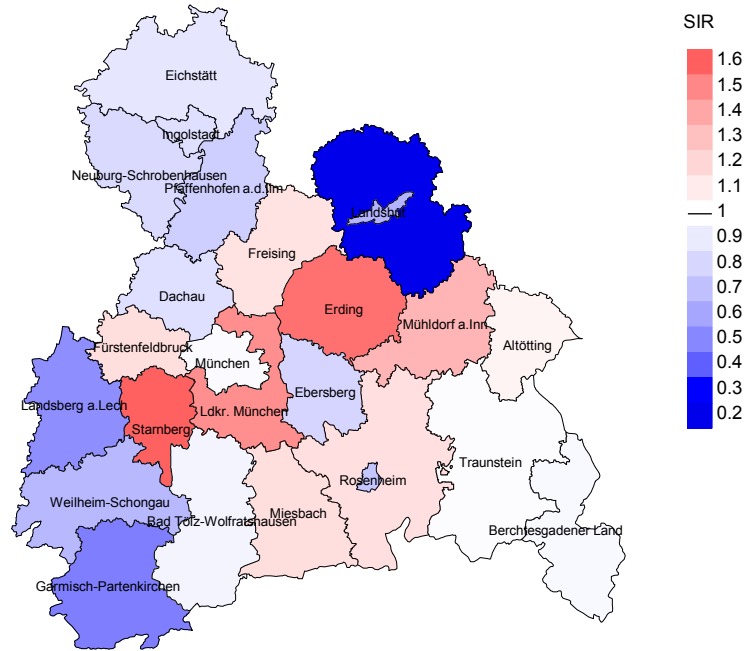 SIR
1.6
1.5
1.4
1.3
1.2
1.1
1
0.9
0.8
0.7
0.6
0.5
0.4
0.3
0.2
Eichstätt
Ingolstadt
Neuburg-Schrobenhausen
Pfaffenhofen a.d.Ilm
Landshut
Freising
Dachau
Erding
Mühldorf a.Inn
Fürstenfeldbruck
Altötting
München
Ebersberg
Landsberg a.Lech
Ldkr. München
Starnberg
Traunstein
Rosenheim
Weilheim-Schongau
Miesbach
Bad Tölz-Wolfratshausen
Berchtesgadener Land
Garmisch-Partenkirchen